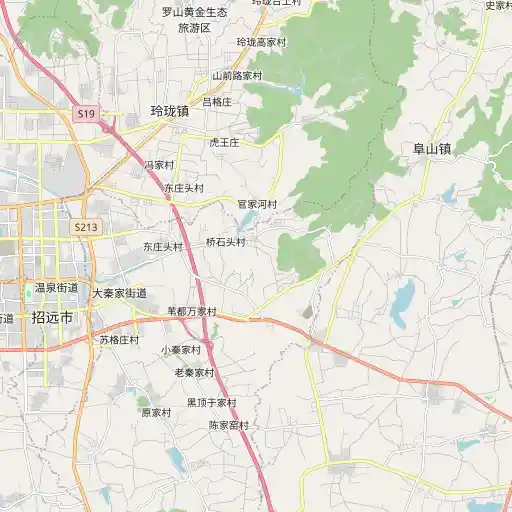 玲珑台上村
史家村
罗山黄金生态
旅游区
玲珑高家村
山前路家村
吕格庄
玲珑镇
S19
虎王庄
阜山镇
冯家村
东庄头村
官家河村
S213
东庄头村
桥石头村
温泉街道
大秦家街道
街道
招远市
苇都万家村
苏格庄村
小秦家村
老秦家村
黑顶于家村
原家村
陈家窑村